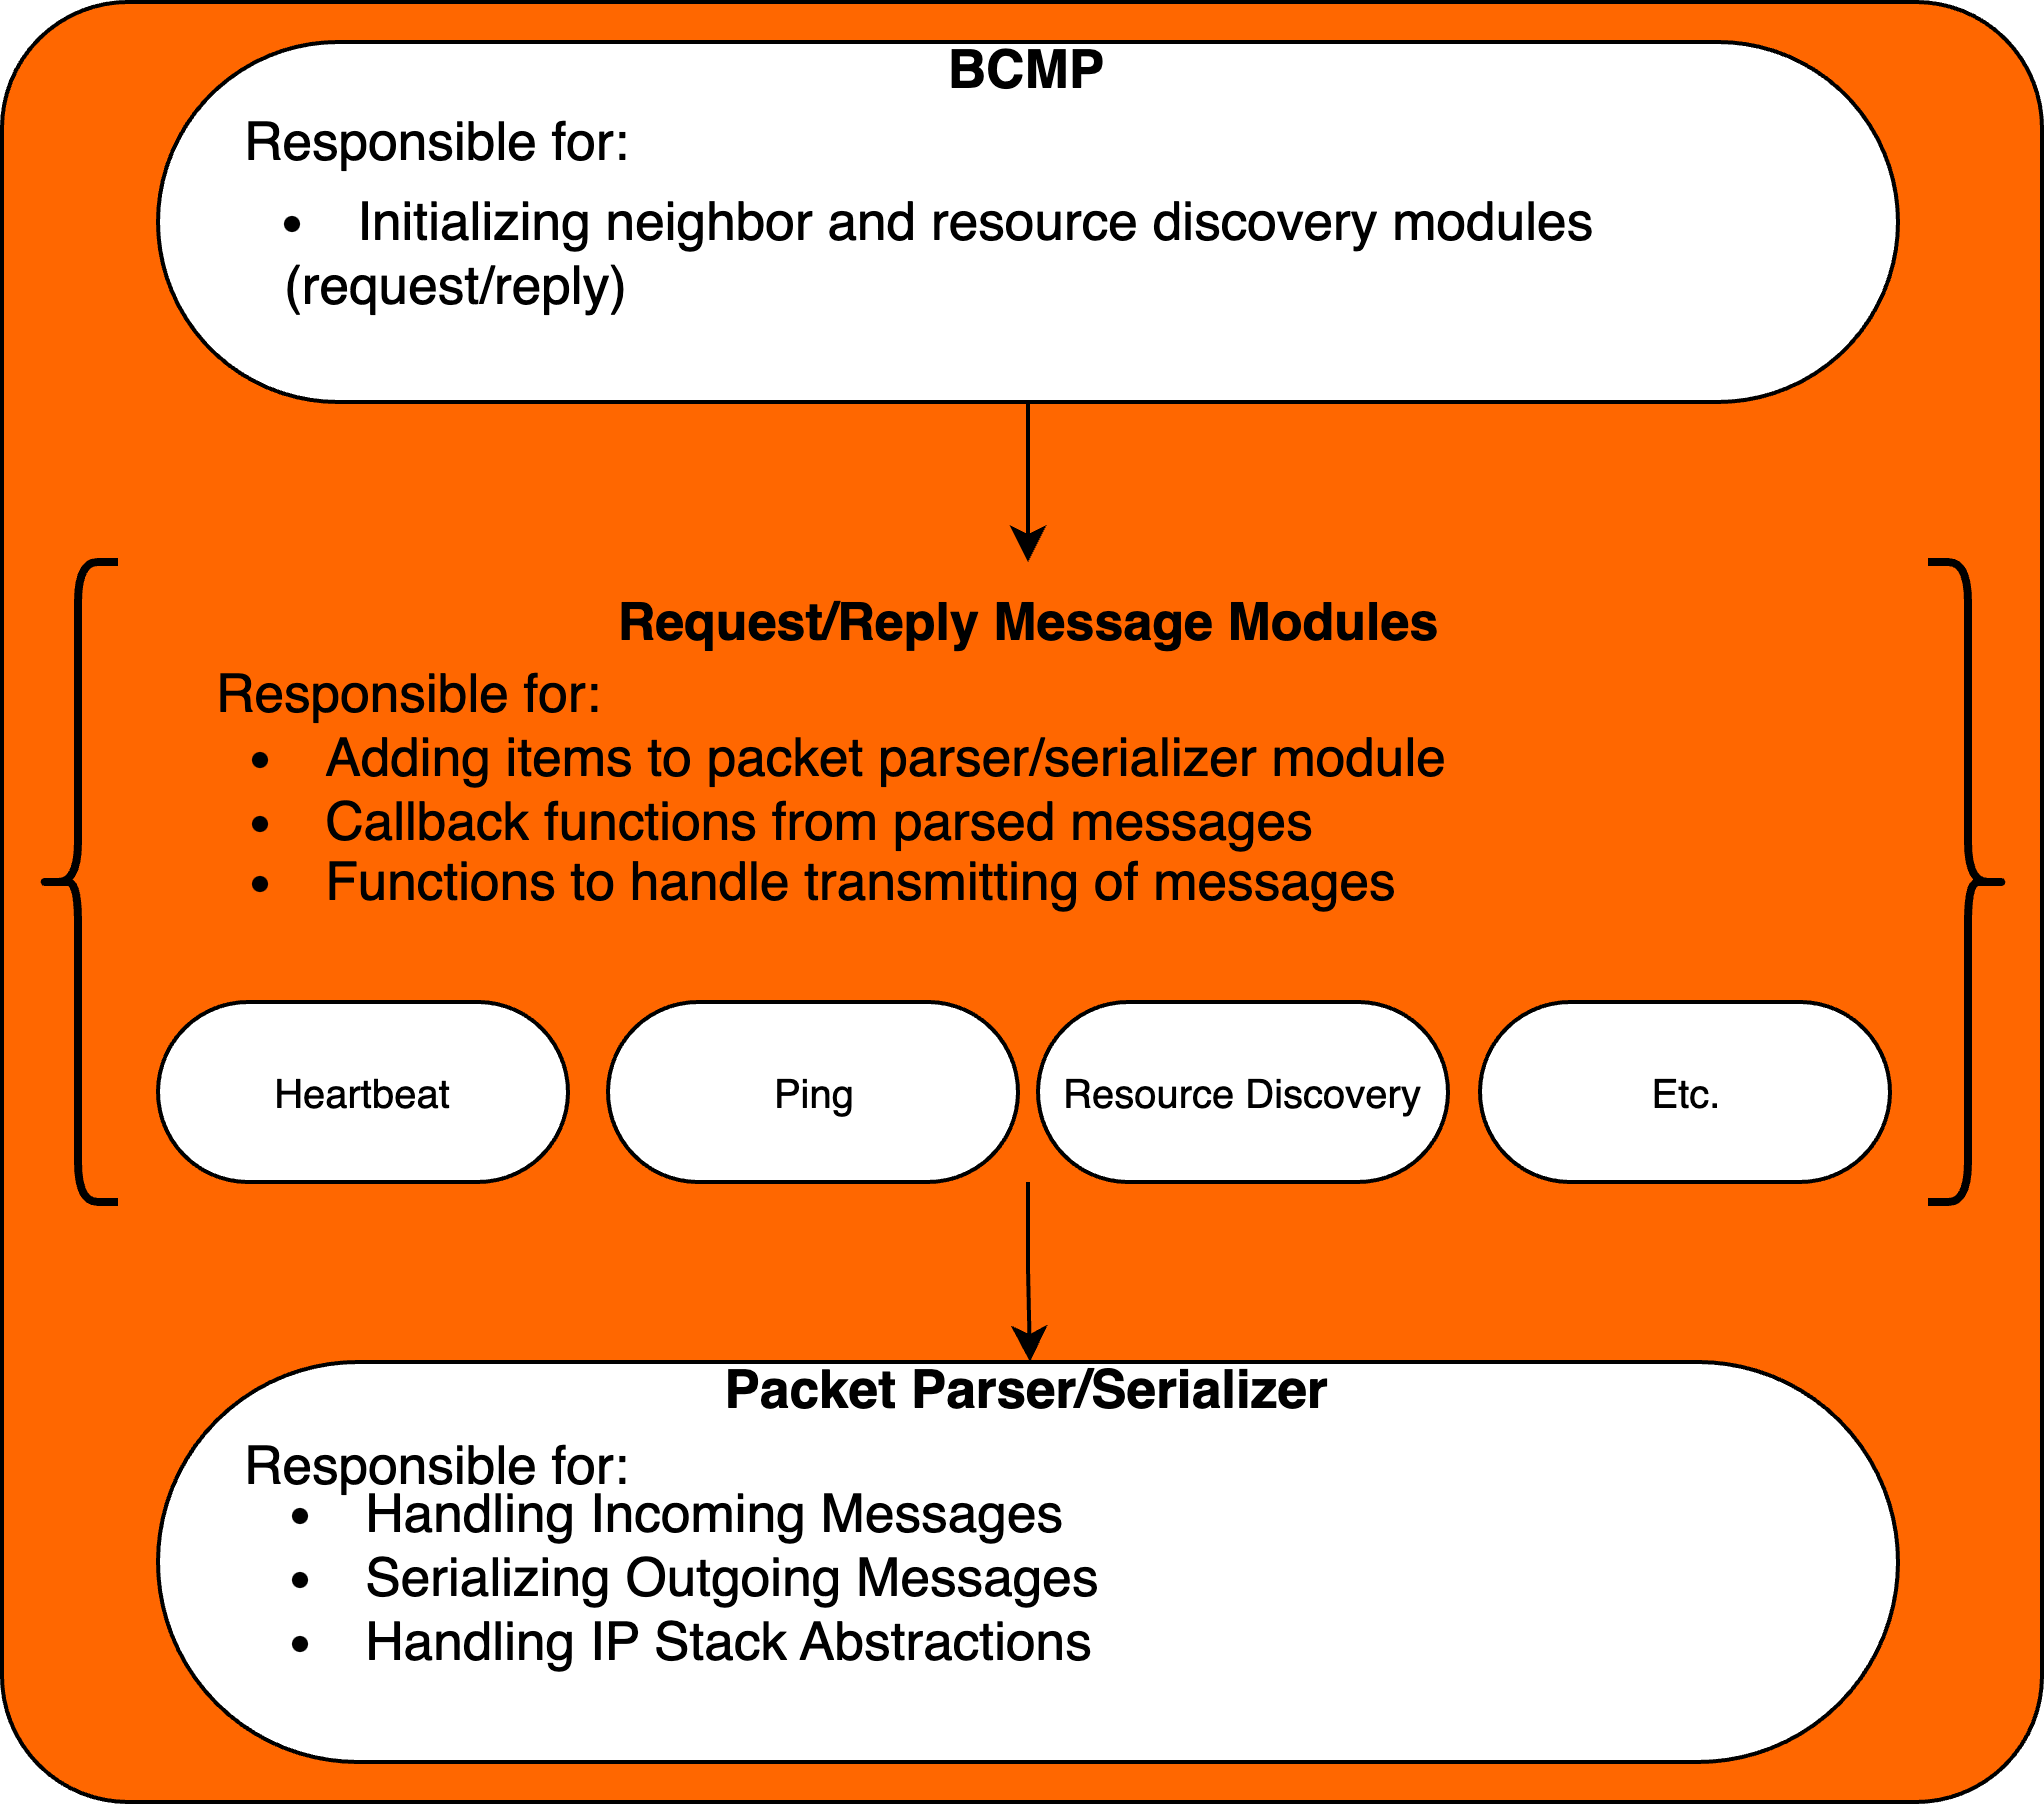 BCMP
Responsible for:
• Initializing neighbor and resource discovery modules
(request/reply)
Request/Reply Message Modules
Responsible for:
• Adding items to packet parser/serializer module
• Callback functions from parsed messages
• Functions to handle transmitting of messages
Heartbeat
Ping
Resource Discovery
Etc.
Packet Parser/Serializer
Responsible for:
• Handling Incoming Messages
• Serializing Outgoing Messages
• Handling IP Stack Abstractions